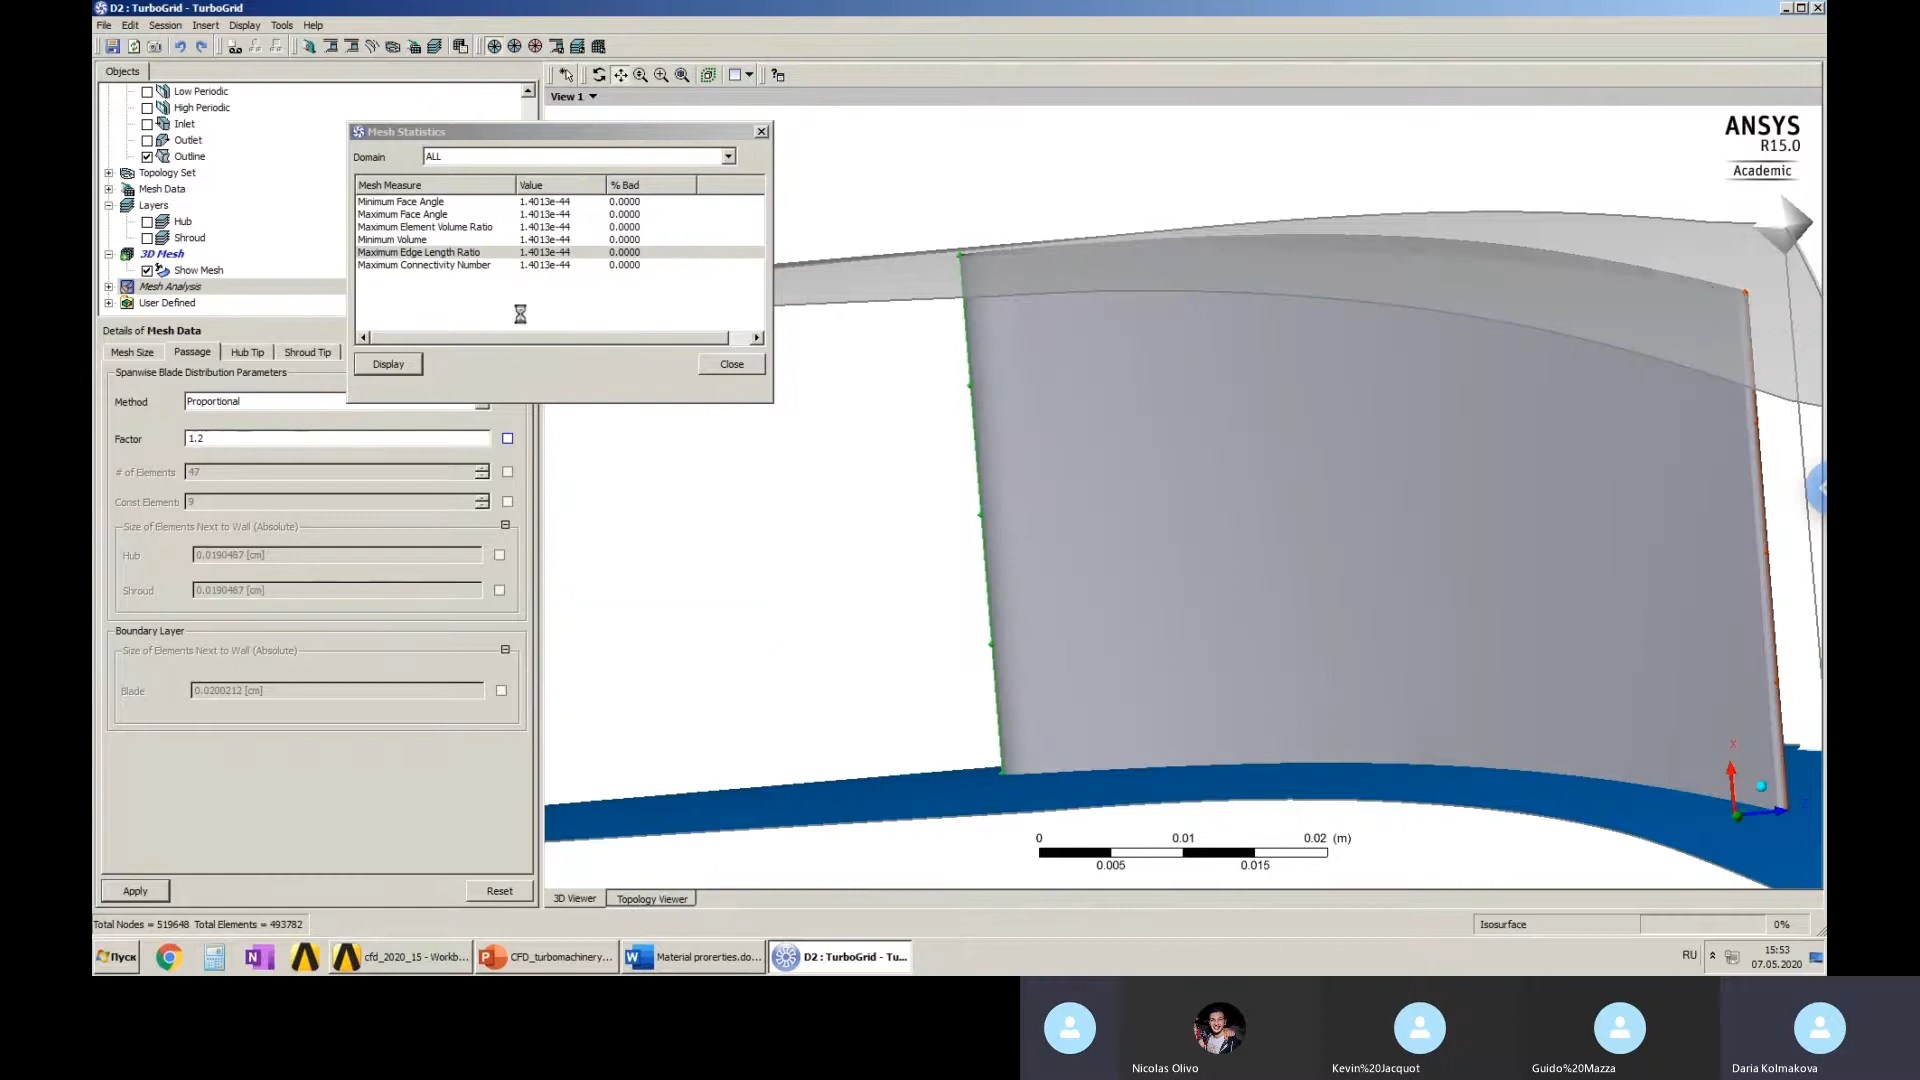 D2 : TurboGrid - TurboGrid
File Edit Session Insert Display Tools Help
Objects
Low Periodic
High Periodic
Inlet
Outlet
Outline
Topology Set
Mesh Data
Layers
Hub
Shroud
3D Mesh
Show Mesh
Mesh Analysis
User Defined
Details of Mesh Data
Mesh Size Passage Hub Tip Shroud Tip
Spanwise Blade Distribution Parameters
Method Proportional
Factor 1.2
# of Elements 47
Const Element: 9
Size of Elements Next to Wall (Absolute)
Hub 0.0190487 [cm]
Shroud 0.0190487 [cm]
Boundary Layer
Size of Elements Next to Wall (Absolute)
Blade 0.0200212 [cm]
Apply Reset
Mesh Statistics
Domain ALL
Mesh Measure Value % Bad
Minimum Face Angle 1.4013e-44 0.0000
Maximum Face Angle 1.4013e-44 0.0000
Maximum Element Volume Ratio 1.4013e-44 0.0000
Minimum Volume 1.4013e-44 0.0000
Maximum Edge Length Ratio 1.4013e-44 0.0000
Maximum Connectivity Number 1.4013e-44 0.0000
Display Close
View 1
ANSYS
R15.0
Academic
X
Z
0 0.01 0.02 (m)
0.005 0.015
3D Viewer Topology Viewer
Total Nodes = 519648 Total Elements = 493782
Isosurface 0%
Пуск
cfd_2020_15 - Workb...
CFD_turbomachinery...
Material prorerties.do...
D2 : TurboGrid - Tu...
RU
15:53
07.05.2020
Nicolas Olivo
Kevin%20Jacquot
Guido%20Mazza
Daria Kolmakova